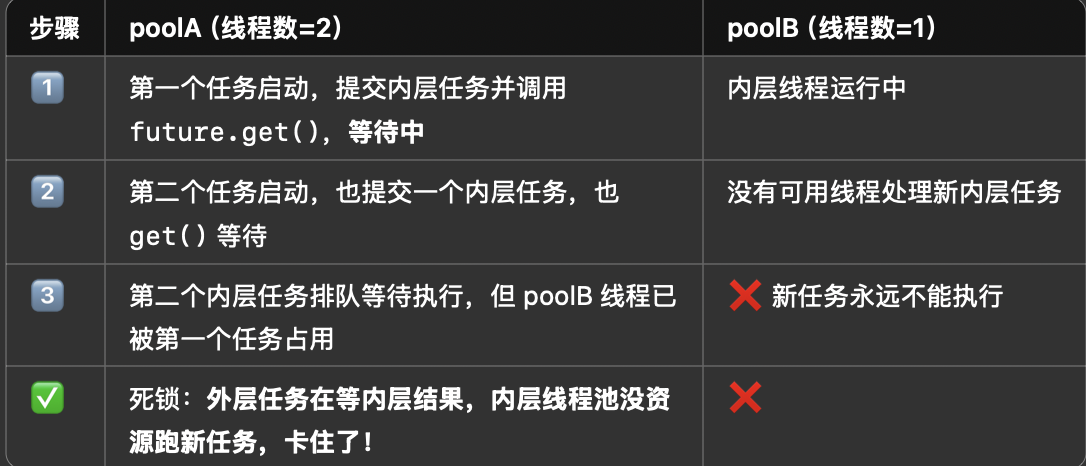 步骤 poolA（线程数=2） poolB（线程数=1）
1 第一个任务启动，提交内层任务并调用 内层线程运行中
future.get()，等待中
2 第二个任务启动，也提交一个内层任务，也 没有可用线程处理新内层任务
get() 等待
3 第二个内层任务排队等待执行，但 poolB 线程已 ❌ 新任务永远不能执行
被第一个任务占用
✅ 死锁：外层任务在等内层结果，内层线程池没资 ❌
源跑新任务，卡住了！